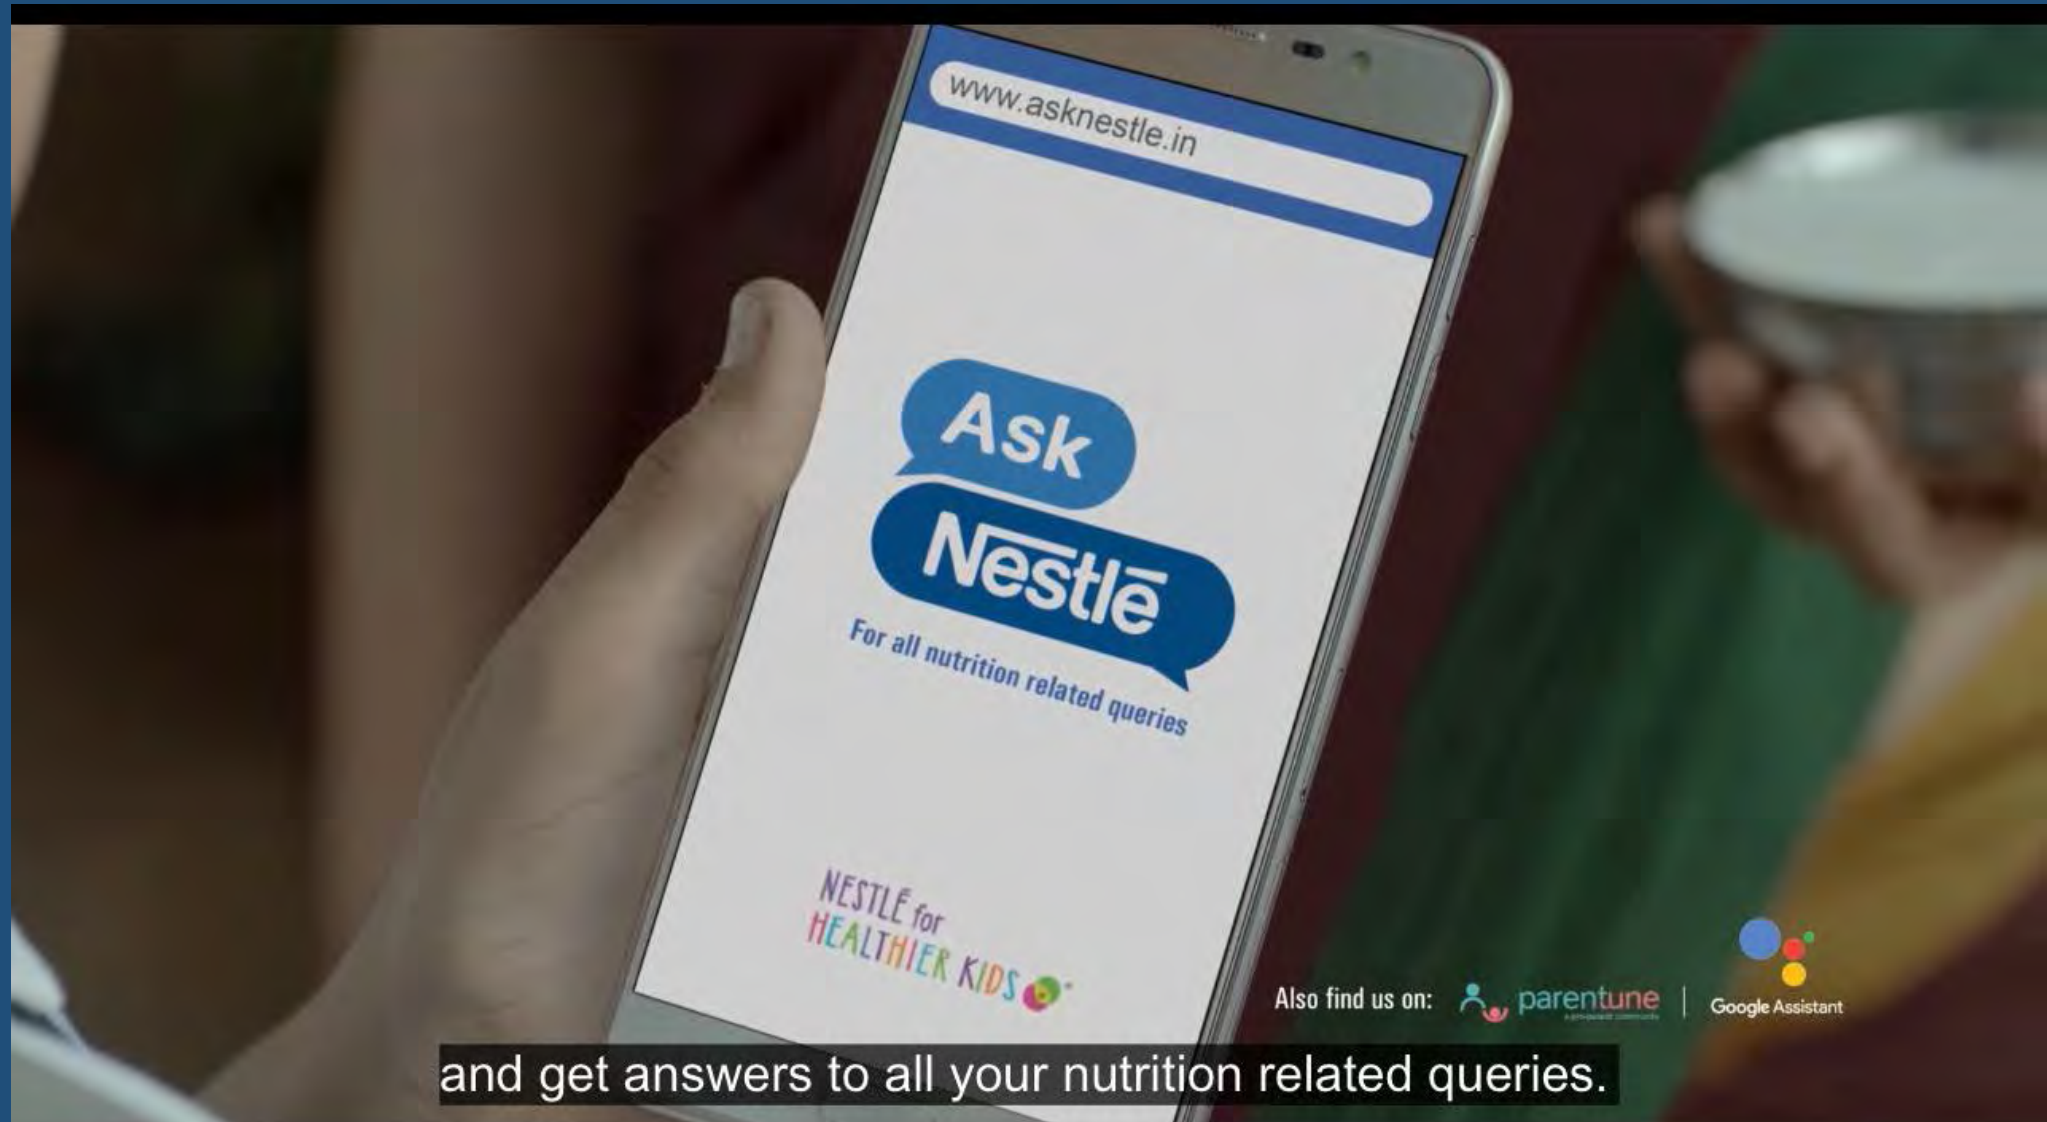 www.asknestle.in
Ask
Nestlē
For all nutrition related queries
NESTLÉ for
HEALTHIER KIDS
Also find us on:
parentune
Google Assistant
and get answers to all your nutrition related queries.